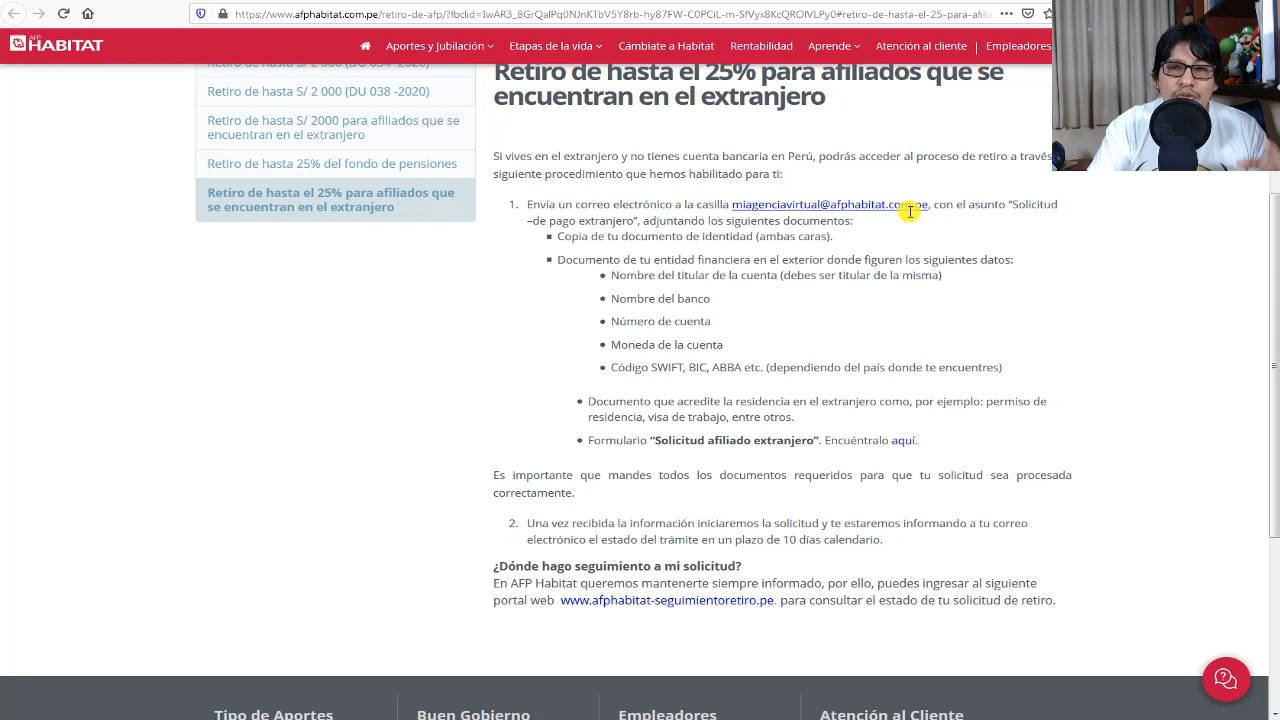 https://www.afphabitat.com.pe/retiro-de-afp/?fbclid=IwAR3_8GrQalPq0NJnKTbV5Y8rb-hy87FW-C0PCiL-m-SfVyx8KcQROlVLPy0#retiro-de-hasta-el-25-para-afilia
AFP HABITAT
Aportes y Jubilación
Etapas de la vida
Cámbiate a Habitat
Rentabilidad
Aprende
Atención al cliente
Empleadores
Retiro de hasta S/ 2 000 (DU 034 -2020)
Retiro de hasta S/ 2 000 (DU 038 -2020)
Retiro de hasta S/ 2000 para afiliados que se
encuentran en el extranjero
Retiro de hasta 25% del fondo de pensiones
Retiro de hasta el 25% para afiliados que
se encuentran en el extranjero
Retiro de hasta el 25% para afiliados que se
encuentran en el extranjero
Si vives en el extranjero y no tienes cuenta bancaria en Perú, podrás acceder al proceso de retiro a través
siguiente procedimiento que hemos habilitado para ti:
1. Envía un correo electrónico a la casilla miagenciavirtual@afphabitat.com.pe, con el asunto “Solicitud
–de pago extranjero”, adjuntando los siguientes documentos:
Copia de tu documento de identidad (ambas caras).
Documento de tu entidad financiera en el exterior donde figuren los siguientes datos:
Nombre del titular de la cuenta (debes ser titular de la misma)
Nombre del banco
Número de cuenta
Moneda de la cuenta
Código SWIFT, BIC, ABBA etc. (dependiendo del país donde te encuentres)
Documento que acredite la residencia en el extranjero como, por ejemplo: permiso de
residencia, visa de trabajo, entre otros.
Formulario “Solicitud afiliado extranjero”. Encuéntralo aquí.
Es importante que mandes todos los documentos requeridos para que tu solicitud sea procesada
correctamente.
2. Una vez recibida la información iniciaremos la solicitud y te estaremos informando a tu correo
electrónico el estado del trámite en un plazo de 10 días calendario.
¿Dónde hago seguimiento a mi solicitud?
En AFP Habitat queremos mantenerte siempre informado, por ello, puedes ingresar al siguiente
portal web www.afphabitat-seguimientoretiro.pe. para consultar el estado de tu solicitud de retiro.
Tipo de Aportes
Buen Gobierno
Empleadores
Atención al Cliente